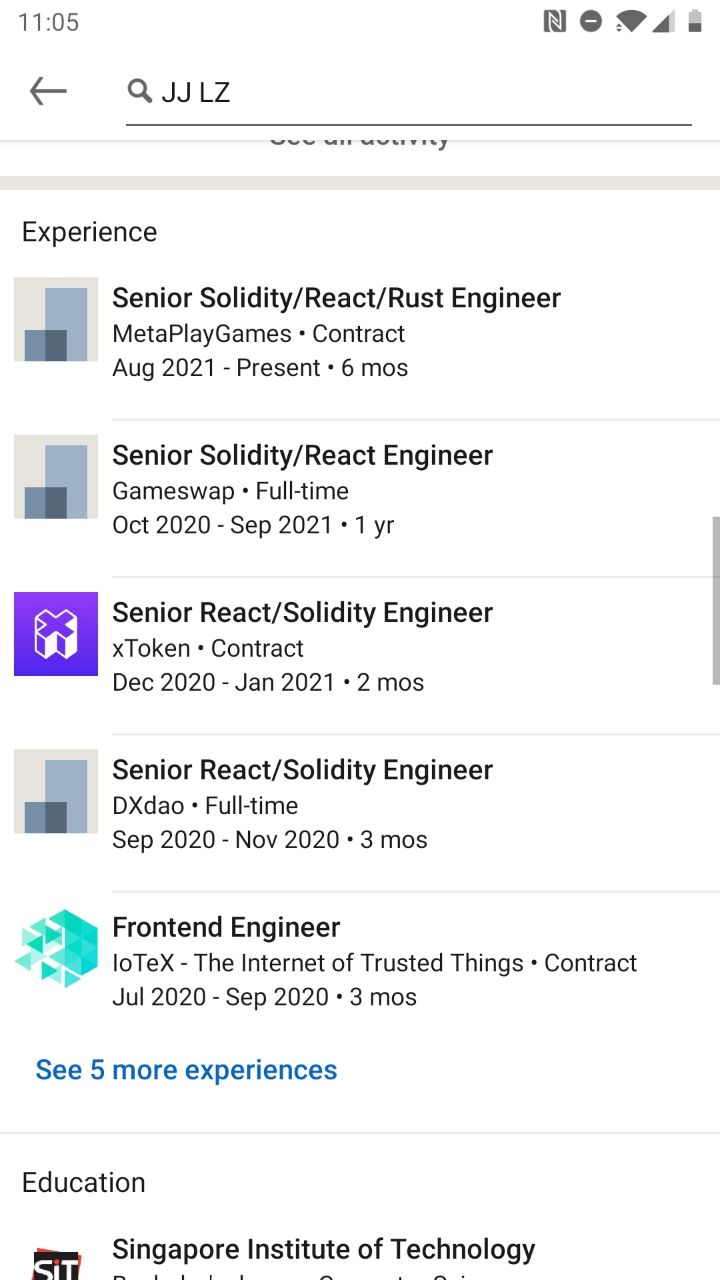 11:05
JJ LZ
See all activity
Experience
Senior Solidity/React/Rust Engineer
MetaPlayGames • Contract
Aug 2021 - Present • 6 mos
Senior Solidity/React Engineer
Gameswap • Full-time
Oct 2020 - Sep 2021 • 1 yr
Senior React/Solidity Engineer
xToken • Contract
Dec 2020 - Jan 2021 • 2 mos
Senior React/Solidity Engineer
DXdao • Full-time
Sep 2020 - Nov 2020 • 3 mos
Frontend Engineer
IoTeX - The Internet of Trusted Things • Contract
Jul 2020 - Sep 2020 • 3 mos
See 5 more experiences
Education
Singapore Institute of Technology
SiT